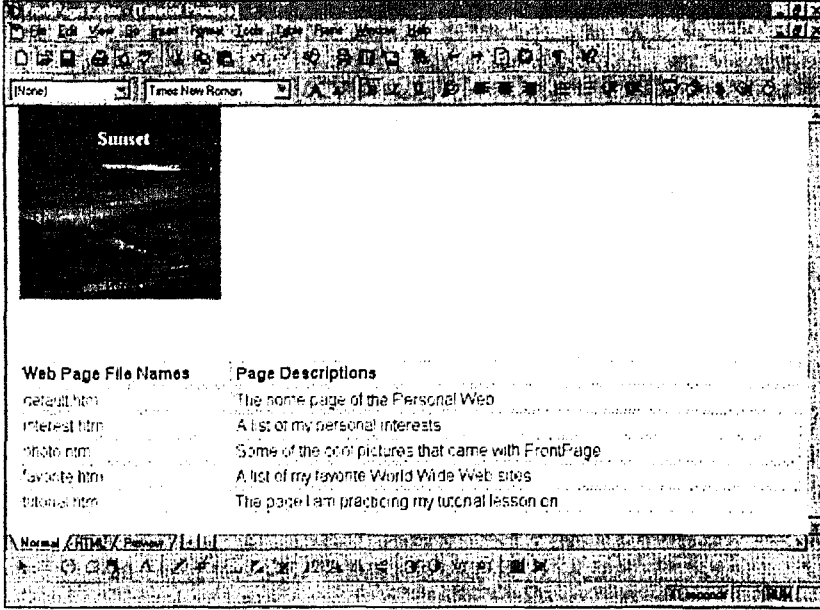 FrontPage Editor - [Tutorial Practice]
File Edit View Go Insert Format Tools Table Frame Window Help
(None) Times New Roman
Sunset
Web Page File Names Page Descriptions
default.htm The home page of the Personal Web
interest.htm A list of my personal interests
photo.htm Some of the cool pictures that came with FrontPage
favorite.htm A list of my favorite World Wide Web sites
tutorial.htm The page I am practicing my tutorial lesson on
Normal HTML Preview
seconds NUM